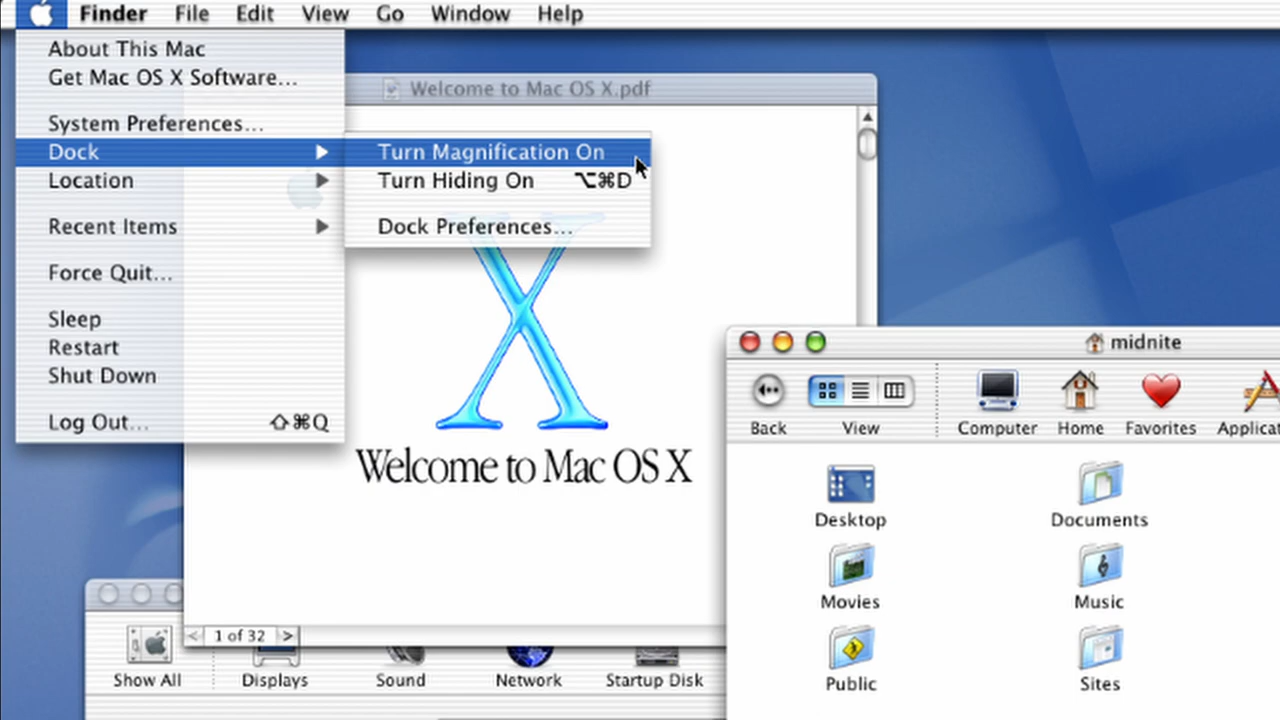 Finder File Edit View Go Window Help
About This Mac
Get Mac OS X Software...
System Preferences...
Dock
Location
Recent Items
Force Quit...
Sleep
Restart
Shut Down
Log Out... ⇧⌘Q
Turn Magnification On
Turn Hiding On ⌥⌘D
Dock Preferences...
Welcome to Mac OS X.pdf
X
Welcome to Mac OS X
1 of 32
midnite
Back View Computer Home Favorites Applicat
Desktop Documents
Movies Music
Public Sites
Show All Displays Sound Network Startup Disk